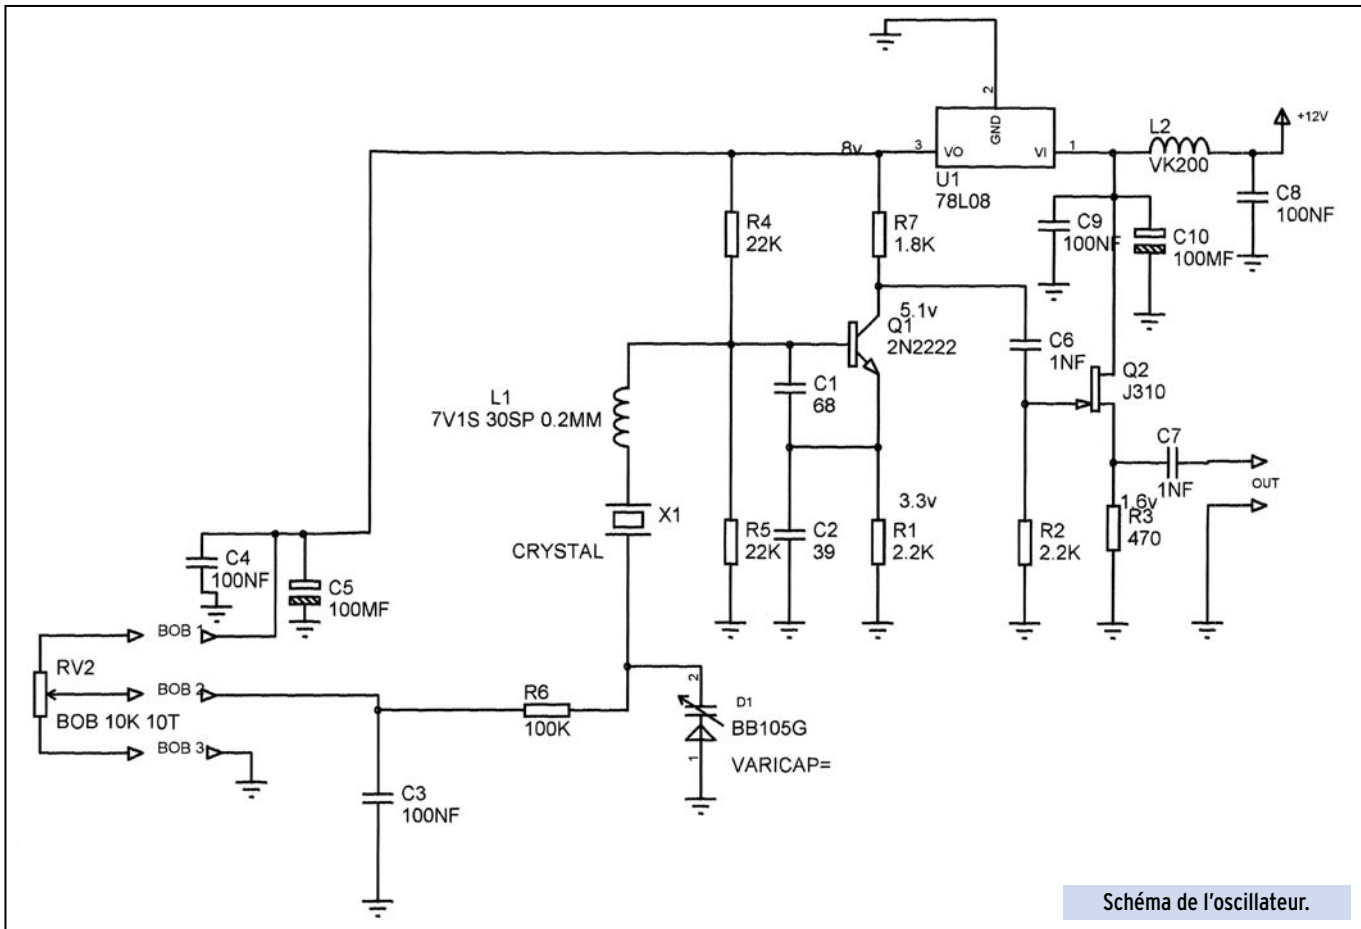 2
GND
+12V
L2
8v
3
VO
VI
1
VK200
U1
78L08
C8
100NF
R4
22K
R7
1.8K
C9
100NF
C10
100MF
5.1v
Q1
2N2222
C6
1NF
Q2
J310
L1
7V1S 30SP 0.2MM
C1
68
C7
1NF
OUT
X1
CRYSTAL
3.3v
1.6v
R5
22K
C2
39
R1
2.2K
R2
2.2K
R3
470
C4
100NF
C5
100MF
BOB 1
RV2
BOB 2
BOB 10K 10T
BOB 3
R6
100K
2
D1
BB105G
1
VARICAP=
C3
100NF
Schéma de l'oscillateur.